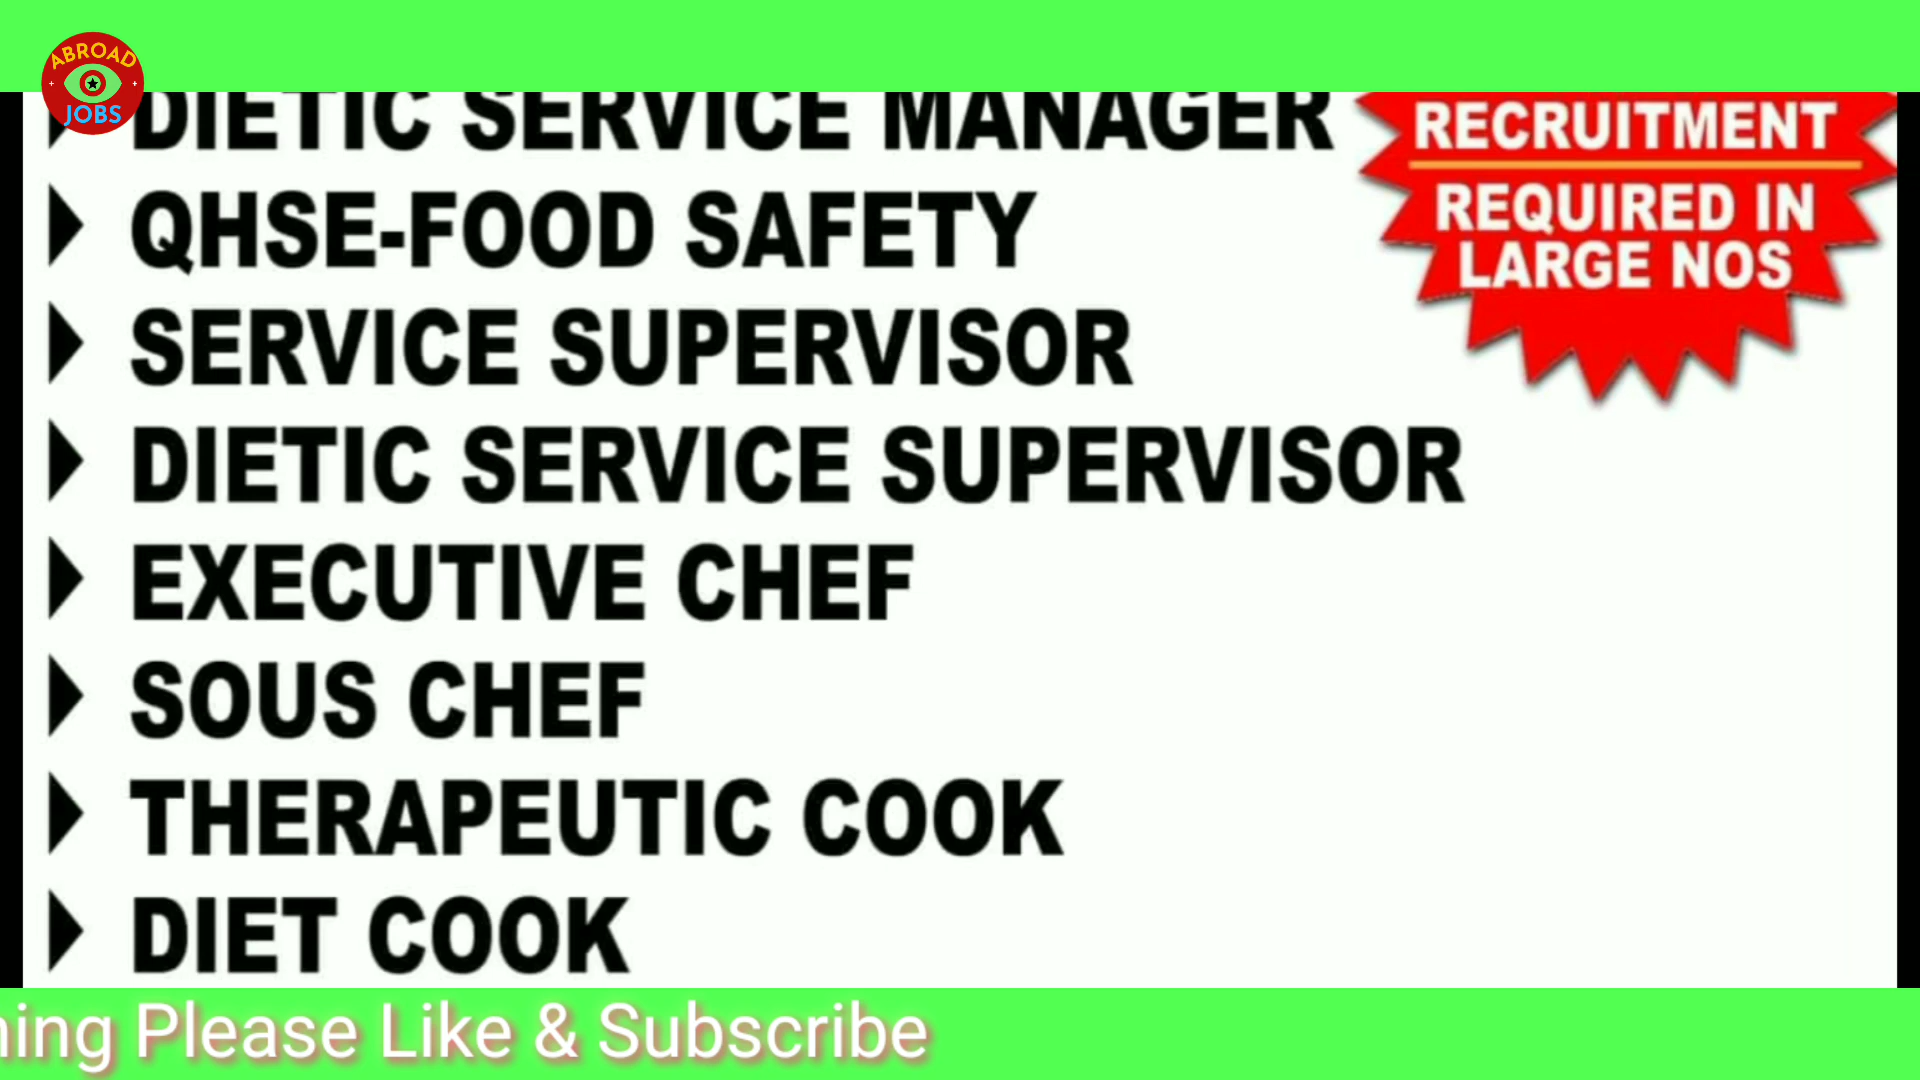 ABROAD
JOBS
DIETIC SERVICE MANAGER
QHSE-FOOD SAFETY
SERVICE SUPERVISOR
DIETIC SERVICE SUPERVISOR
EXECUTIVE CHEF
SOUS CHEF
THERAPEUTIC COOK
DIET COOK
RECRUITMENT
REQUIRED IN
LARGE NOS
Please Like & Subscribe